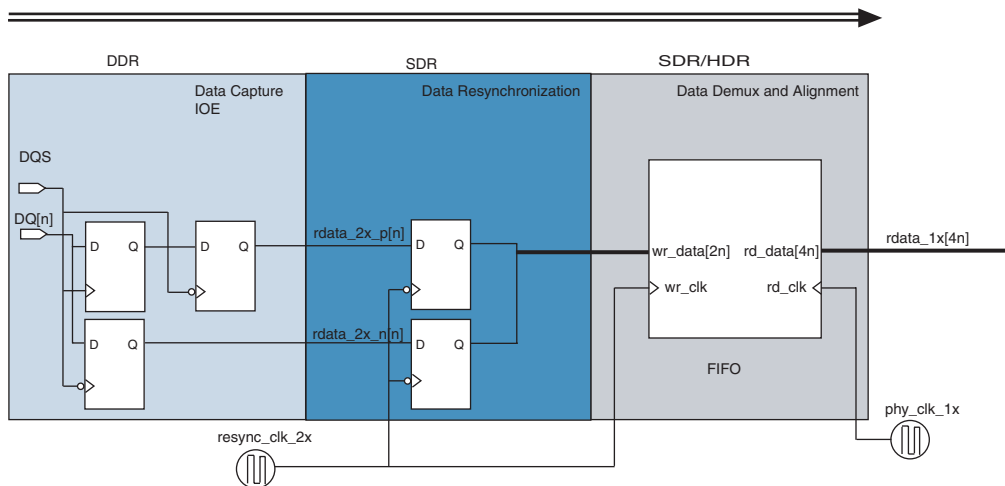 DDR
SDR
SDR/HDR
Data Capture
IOE
Data Resynchronization
Data Demux and Alignment
DQS
DQ[n]
D
Q
D
Q
rdata_2x_p[n]
D
Q
wr_data[2n]
rd_data[4n]
rdata_1x[4n]
wr_clk
rd_clk
D
Q
rdata_2x_n[n]
D
Q
FIFO
phy_clk_1x
resync_clk_2x